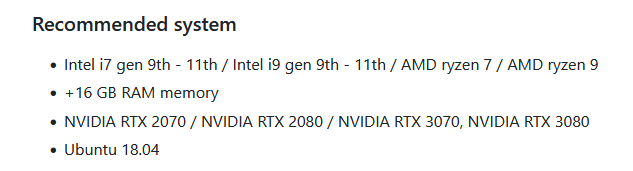 Recommended system
Intel i7 gen 9th - 11th / Intel i9 gen 9th - 11th / AMD ryzen 7 / AMD ryzen 9
+16 GB RAM memory
NVIDIA RTX 2070 / NVIDIA RTX 2080 / NVIDIA RTX 3070, NVIDIA RTX 3080
Ubuntu 18.04